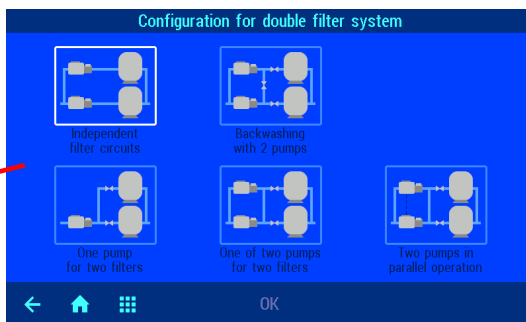 Configuration for double filter system
Independent
filter circuits
Backwashing
with 2 pumps
One pump
for two filters
One of two pumps
for two filters
Two pumps in
parallel operation
OK